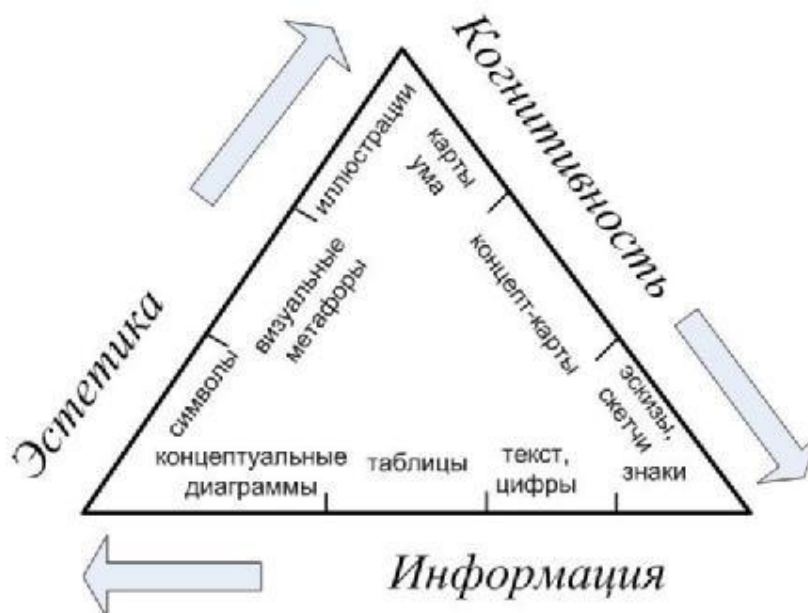 Когнитивность
Эстетика
иллюстрации
карты
ума
визуальные
метафоры
концепт-карты
символы
эскизы,
скетчи
концептуальные
диаграммы
таблицы
текст,
цифры
знаки
Информация